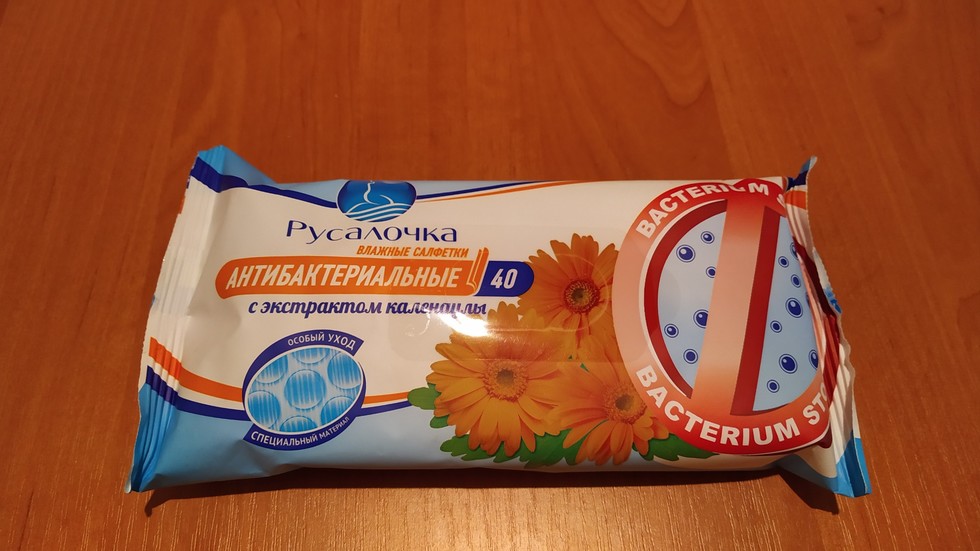 Русалочка
ВЛАЖНЫЕ САЛФЕТКИ
АНТИБАКТЕРИАЛЬНЫЕ 40
с экстрактом календулы
ОСОБЫЙ УХОД
СПЕЦИАЛЬНЫЙ МАТЕРИАЛ
BACTERIUM
BACTERIUM